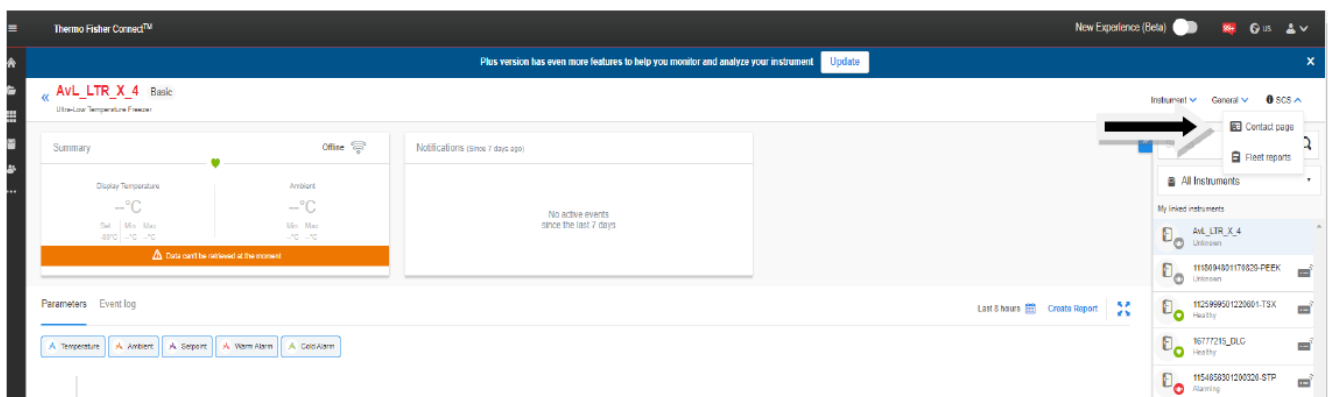 Thermo Fisher Connect™
New Experience (Beta)
99+
US
Plus version has even more features to help you monitor and analyze your instrument
Update
X
AvL_LTR_X_4 Basic
Ultra-Low Temperature Freezer
Instrument
General
SCS
Contact page
Fleet reports
Summary
Offline
Display Temperature
--°C
Set Min Max
-80°C --°C --°C
Ambient
--°C
Min Max
--°C --°C
Data can't be retrieved at the moment
Notifications (Since 7 days ago)
No active events
since the last 7 days
All Instruments
My linked instruments
AvL_LTR_X_4
Unknown
1118094801170829-PEEK
Unknown
1125999501220601-TSX
Healthy
16777215_DLG
Healthy
1154656301200326-STP
Alarming
Parameters Event log
Last 8 hours
Create Report
Temperature
Ambient
Setpoint
Warm Alarm
Cold Alarm